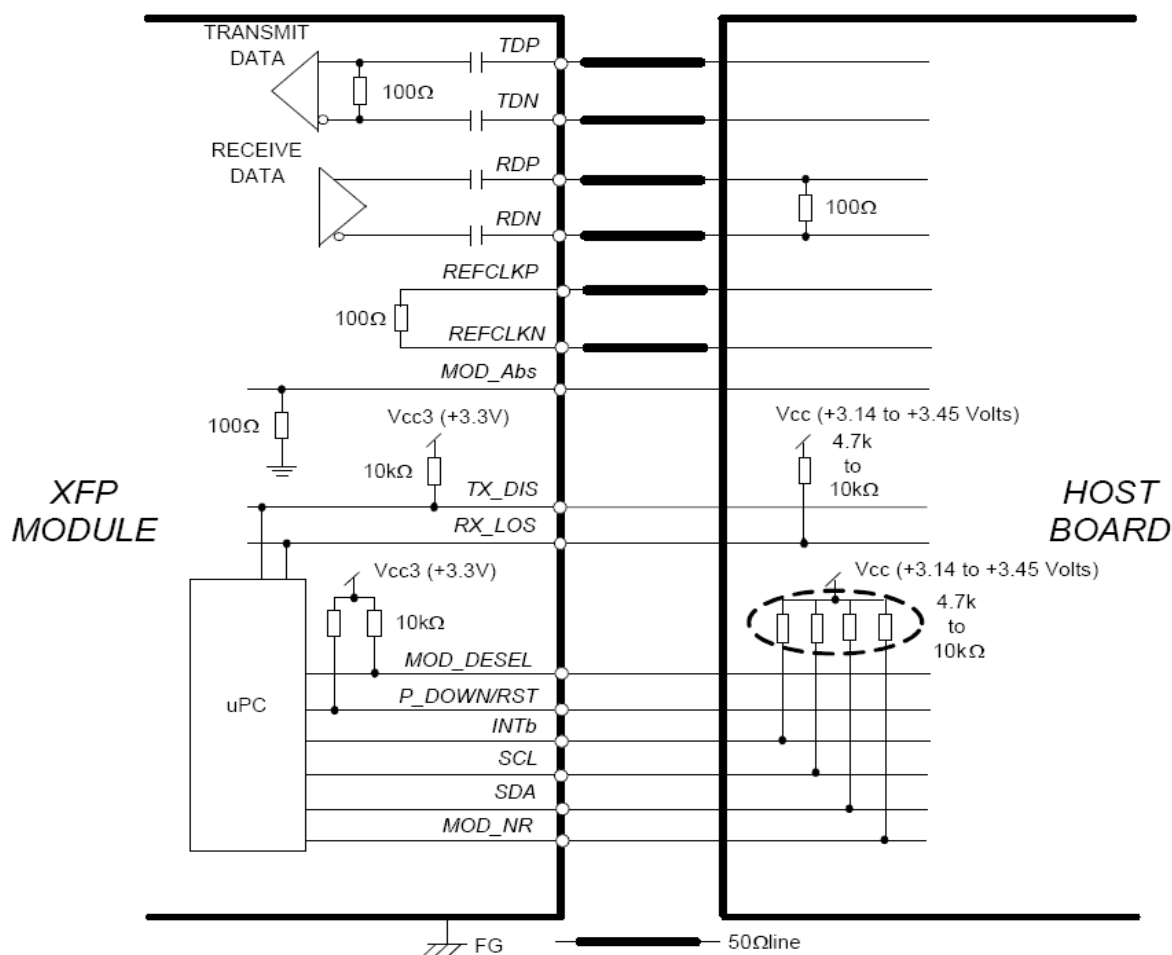 TRANSMIT
DATA
TDP
100Ω
TDN
RECEIVE
DATA
RDP
100Ω
RDN
REFCLKP
100Ω
REFCLKN
MOD_Abs
100Ω
Vcc3 (+3.3V)
10kΩ
Vcc (+3.14 to +3.45 Volts)
4.7k
to
10kΩ
TX_DIS
RX_LOS
XFP
MODULE
HOST
BOARD
Vcc3 (+3.3V)
10kΩ
Vcc (+3.14 to +3.45 Volts)
4.7k
to
10kΩ
MOD_DESEL
uPC
P_DOWN/RST
INTb
SCL
SDA
MOD_NR
FG
50Ωline